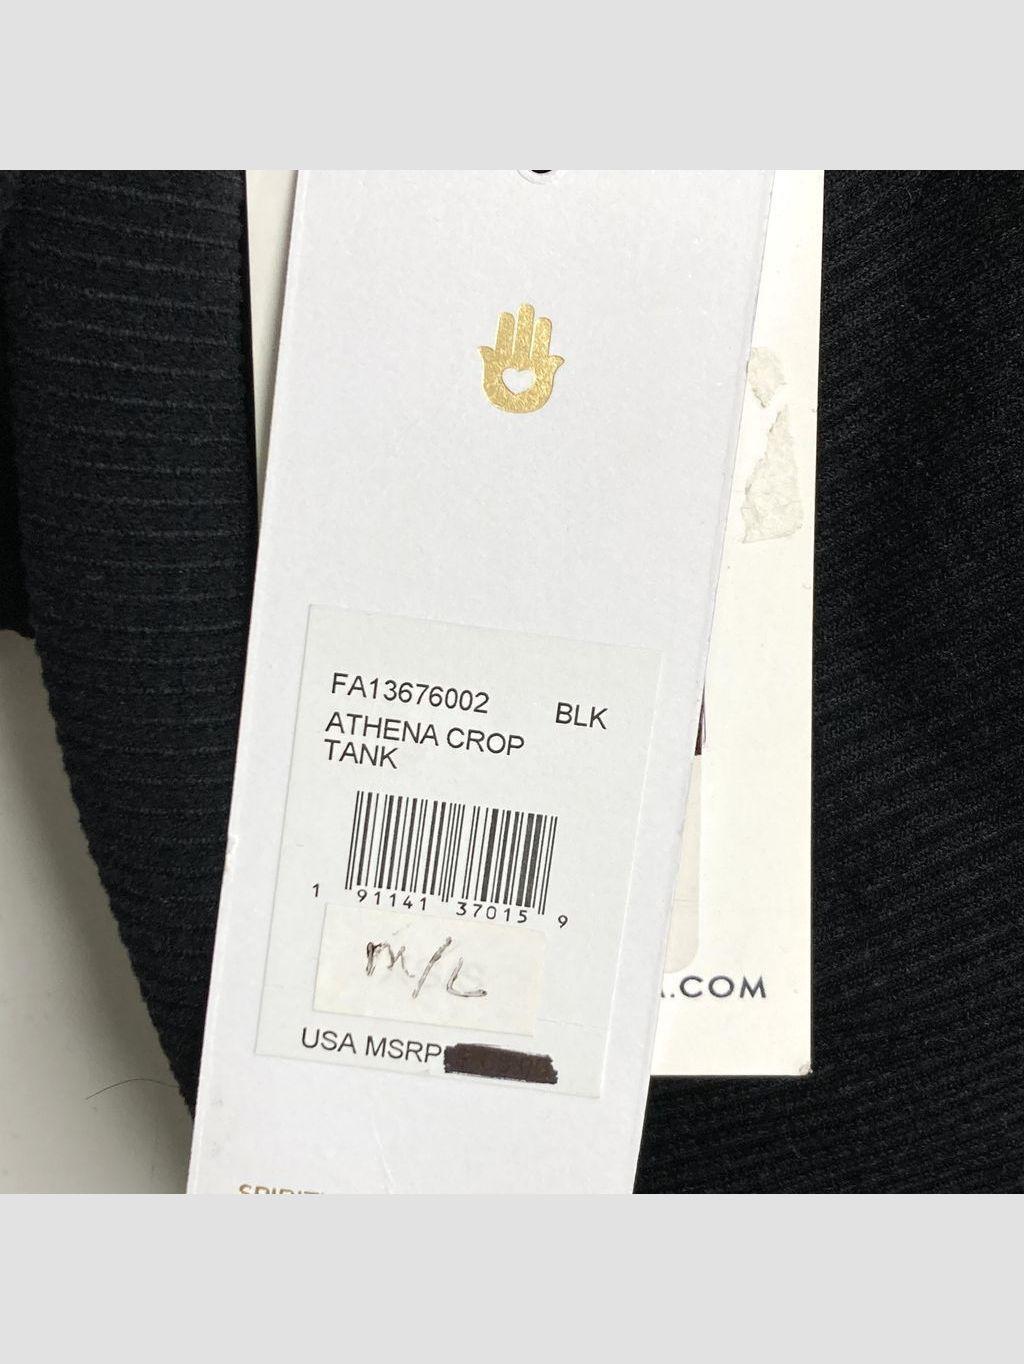 FA13676002 BLK
ATHENA CROP
TANK
1 91141 37015 9
M/L
USA MSRP
.COM